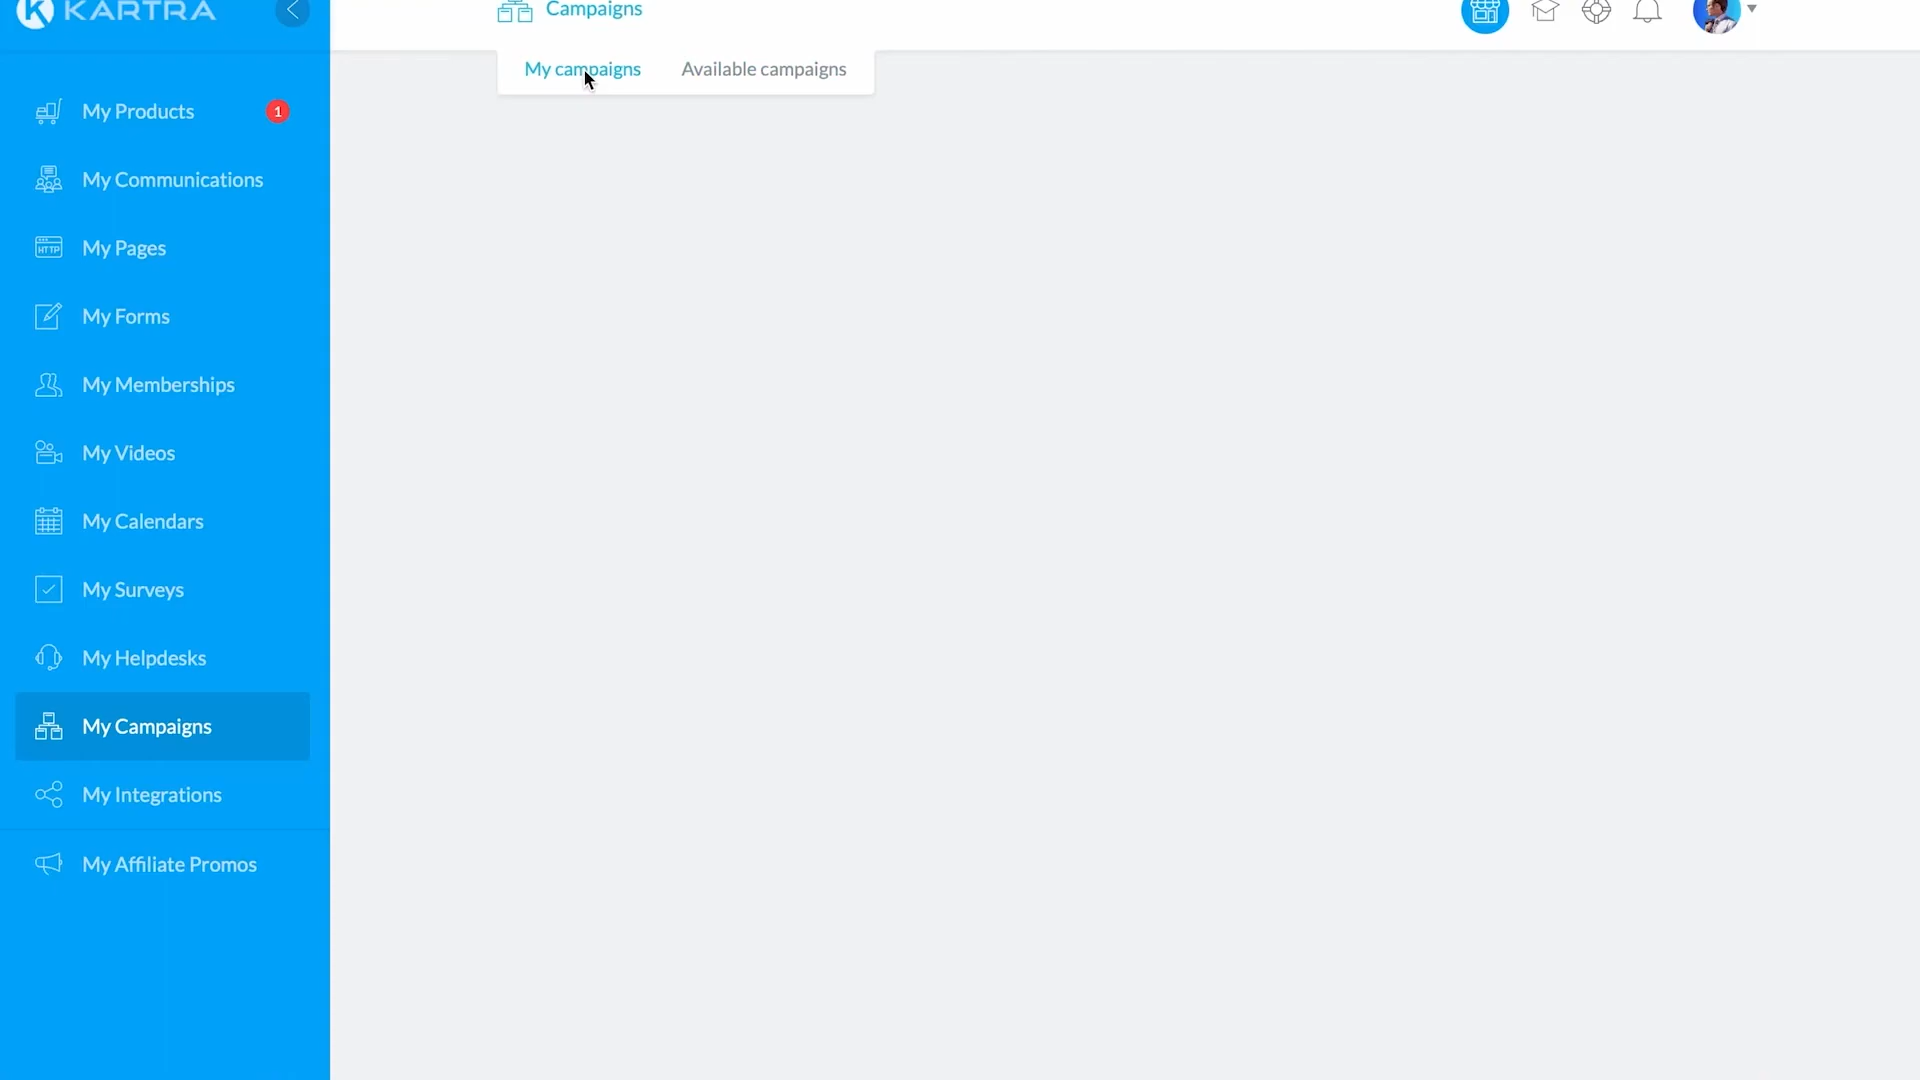 KARTRA
Campaigns
My campaigns
Available campaigns
My Products
1
My Communications
HTTP
My Pages
My Forms
My Memberships
My Videos
My Calendars
My Surveys
My Helpdesks
My Campaigns
My Integrations
My Affiliate Promos